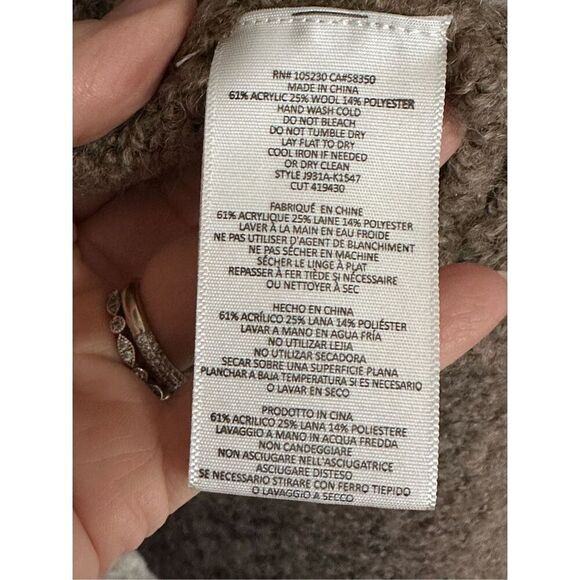 RN# 105230 CA#58350
MADE IN CHINA
61% ACRYLIC 25% WOOL 14% POLYESTER
HAND WASH COLD
DO NOT BLEACH
DO NOT TUMBLE DRY
LAY FLAT TO DRY
COOL IRON IF NEEDED
OR DRY CLEAN
STYLE J931A-K1547
CUT 419430
FABRIQUÉ EN CHINE
61% ACRYLIQUE 25% LAINE 14% POLYESTER
LAVER À LA MAIN EN EAU FROIDE
NE PAS UTILISER D'AGENT DE BLANCHIMENT
NE PAS SÉCHER EN MACHINE
SÉCHER LE LINGE À PLAT
REPASSER À FER TIÈDE SI NÉCESSAIRE
OU NETTOYER À SEC
HECHO EN CHINA
61% ACRÍLICO 25% LANA 14% POLIÉSTER
LAVAR A MANO EN AGUA FRÍA
NO UTILIZAR LEJIA
NO UTILIZAR SECADORA
SECAR SOBRE UNA SUPERFICIE PLANA
PLANCHAR A BAJA TEMPERATURA SI ES NECESARIO
O LAVAR EN SECO
PRODOTTO IN CINA
61% ACRILICO 25% LANA 14% POLIESTERE
LAVAGGIO A MANO IN ACQUA FREDDA
NON CANDEGGIARE
NON ASCIUGARE NELL'ASCIUGATRICE
ASCIUGARE DISTESO
SE NECESSARIO STIRARE CON FERRO TIEPIDO
O LAVAGGIO A SECCO